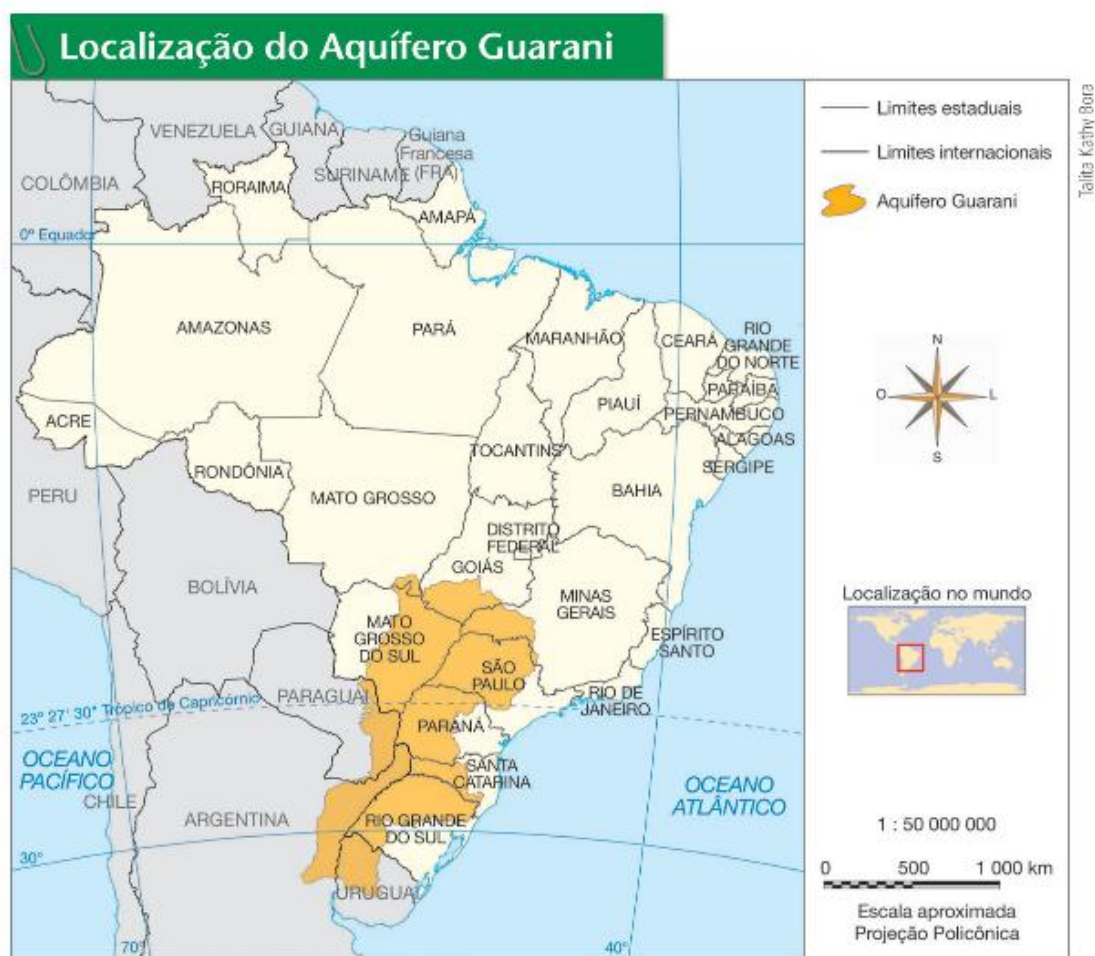 Localização do Aquífero Guarani
VENEZUELA
GUIANA
Guiana
Francesa
(FRA)
SURINAME
COLÔMBIA
RORAIMA
AMAPÁ
0º Equador
AMAZONAS
PARÁ
MARANHÃO
CEARÁ
RIO
GRANDE
DO NORTE
PARAÍBA
PIAUÍ
PERNAMBUCO
ACRE
ALAGOAS
TOCANTINS
SERGIPE
RONDÔNIA
PERU
MATO GROSSO
BAHIA
DISTRITO
FEDERAL
GOIÁS
BOLÍVIA
MINAS
GERAIS
MATO
GROSSO
DO SUL
ESPÍRITO
SANTO
SÃO
PAULO
PARAGUAI
RIO DE
JANEIRO
23º 27' 30" Trópico de Capricórnio
PARANÁ
OCEANO
PACÍFICO
SANTA
CATARINA
OCEANO
ATLÂNTICO
CHILE
ARGENTINA
RIO GRANDE
DO SUL
30°
URUGUAI
70°
40°
Limites estaduais
Limites internacionais
Aquífero Guarani
N
O
L
S
Localização no mundo
1 : 50 000 000
0 500 1 000 km
Escala aproximada
Projeção Policônica
Talita Kathy Bora